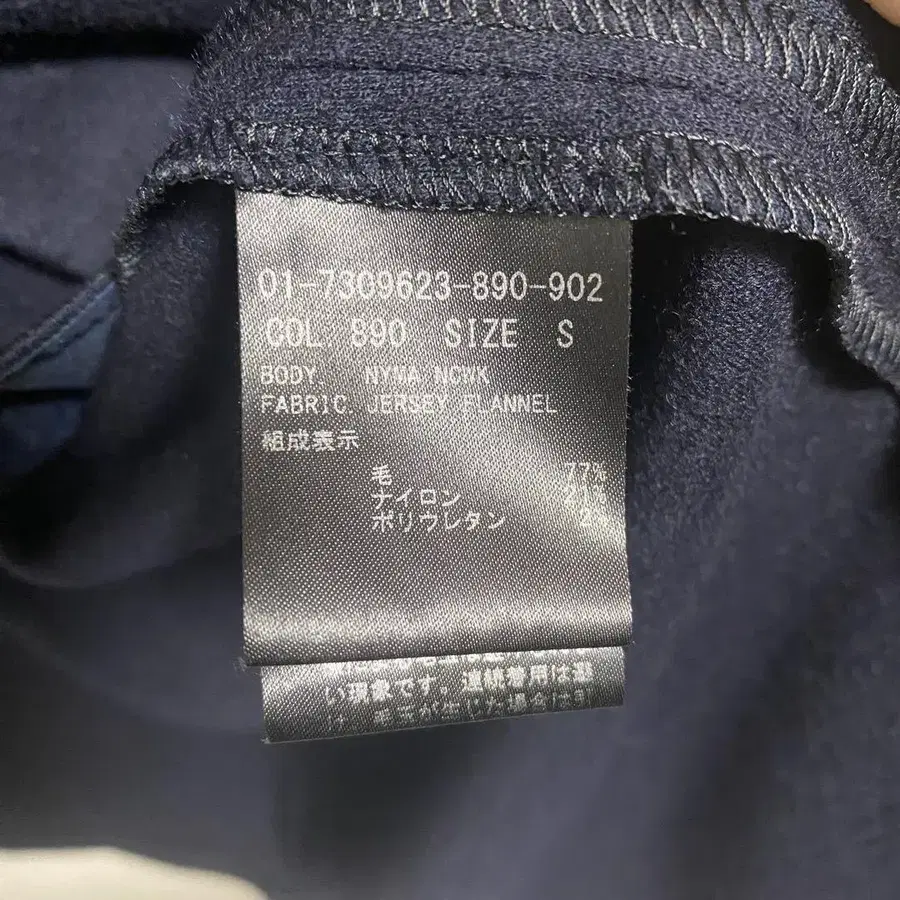 01-7309623-890-902
COL. 890 SIZE S
BODY. NYMA NCWK
FABRIC. JERSEY FLANNEL
組成表示
毛 77%
ナイロン 21%
ポリウレタン 2%
い現象です。連続着用は避